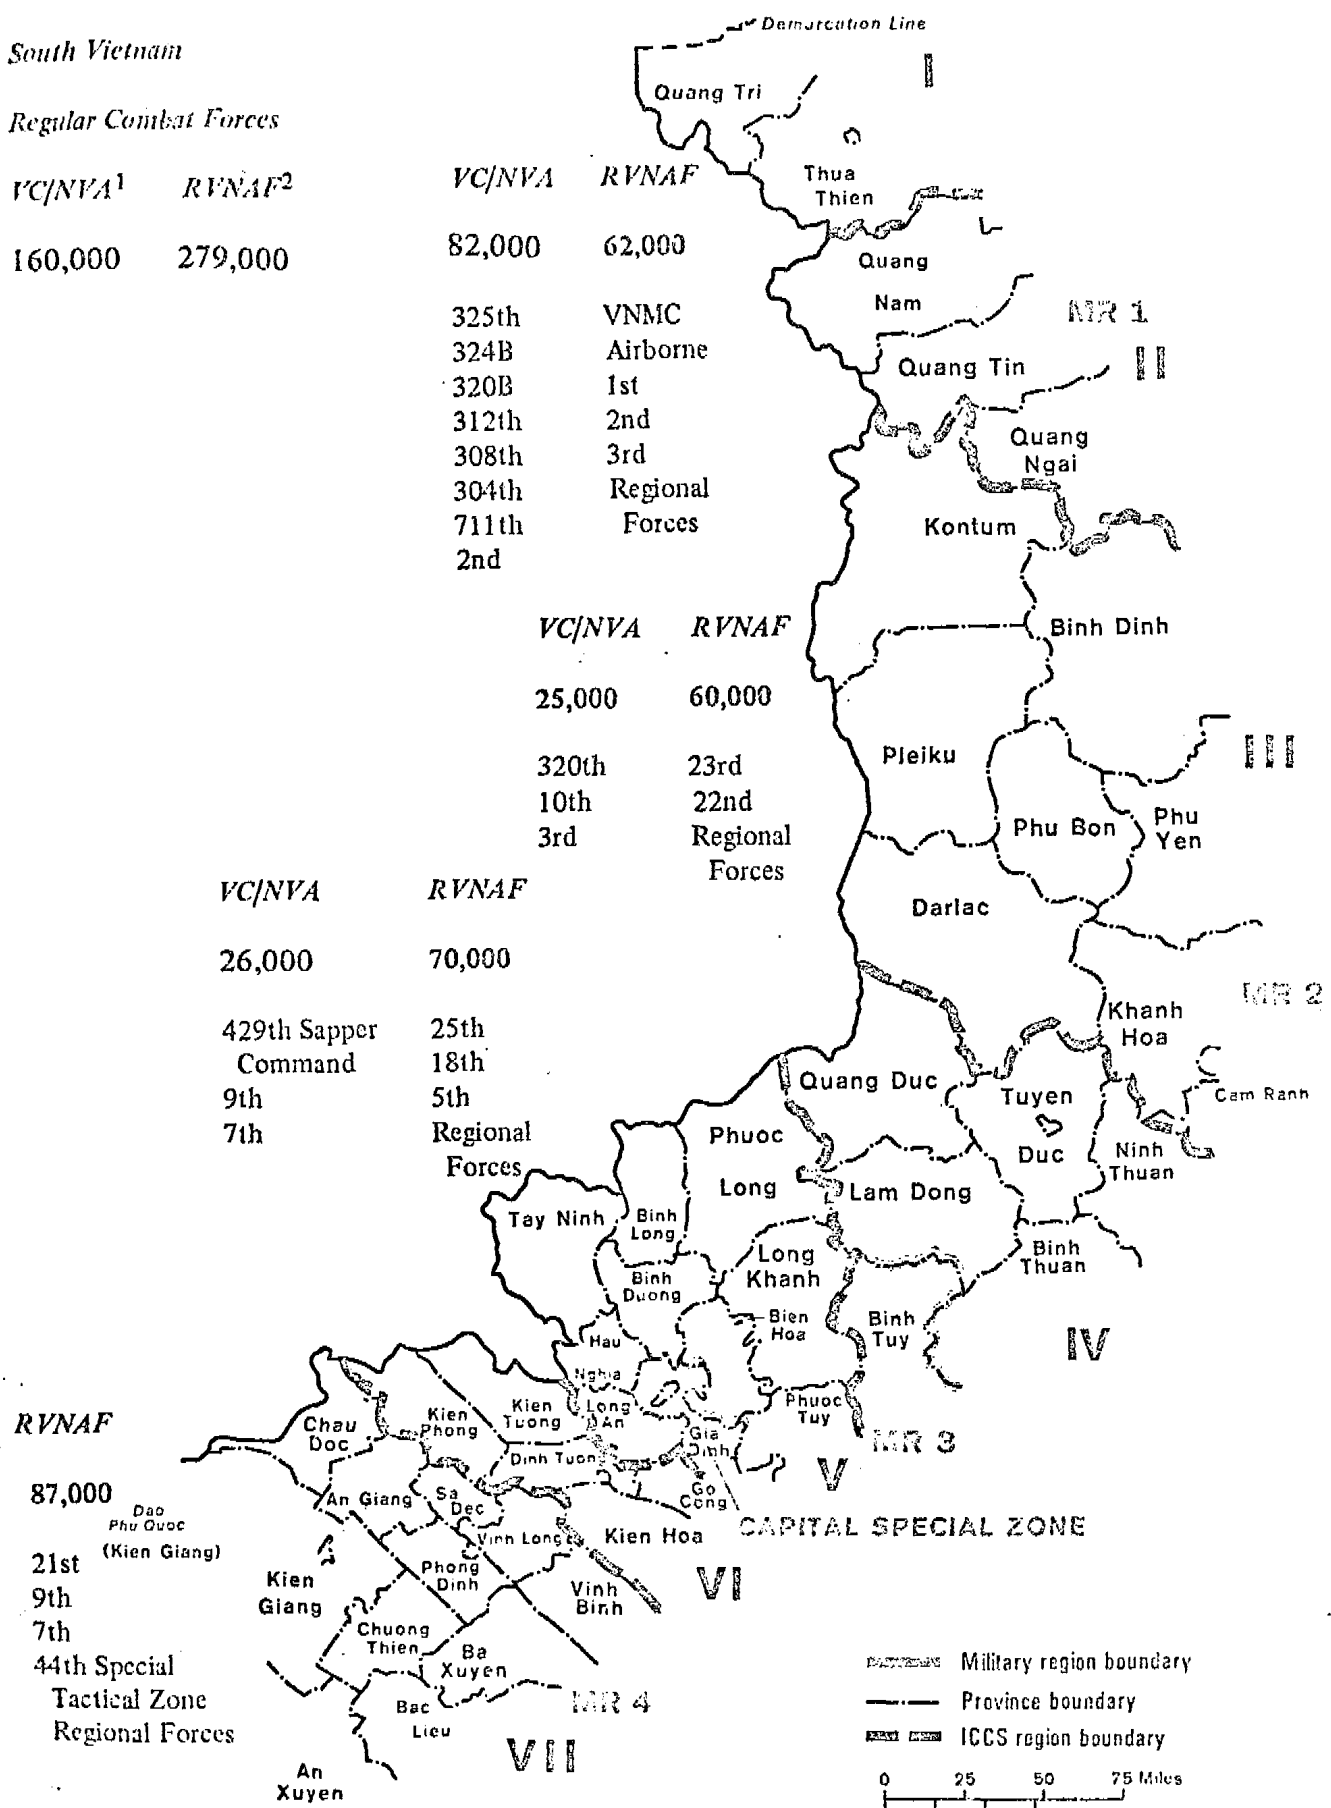 Demarcation Line
South Vietnam
Regular Combat Forces
VC/NVA1 RVNAF2
160,000 279,000
VC/NVA RVNAF
82,000 62,000
325th VNMC
324B Airborne
320B 1st
312th 2nd
308th 3rd
304th Regional
711th Forces
2nd
VC/NVA RVNAF
25,000 60,000
320th 23rd
10th 22nd
3rd Regional
Forces
VC/NVA RVNAF
26,000 70,000
429th Sapper 25th
Command 18th
9th 5th
7th Regional
Forces
RVNAF
87,000
21st
9th
7th
44th Special
Tactical Zone
Regional Forces
I
Quang Tri
Thua
Thien
Quang
Nam
MR 1
Quang Tin
II
Quang
Ngai
Kontum
Binh Dinh
Pleiku
III
Phu Bon
Phu
Yen
Darlac
MR 2
Khanh
Hoa
Quang Duc
Tuyen
Duc
Cam Ranh
Phuoc
Long
Ninh
Thuan
Lam Dong
Tay Ninh
Binh
Long
Long
Khanh
Binh
Thuan
Binh
Duong
Bien
Hoa
Binh
Tuy
IV
Hau
Nghia
Long
An
Phuoc
Tuy
Gia
Dinh
MR 3
V
Kien
Tuong
Kien
Phong
Chau
Doc
Dinh Tuong
An Giang
Sa
Dec
Go
Cong
CAPITAL SPECIAL ZONE
Dao
Phu Quoc
(Kien Giang)
Vinh Long
Kien Hoa
Kien
Giang
Phong
Dinh
Vinh
Binh
VI
Chuong
Thien
Ba
Xuyen
Bac
Lieu
MR 4
VII
An
Xuyen
Military region boundary
Province boundary
ICCS region boundary
0 25 50 75 Miles